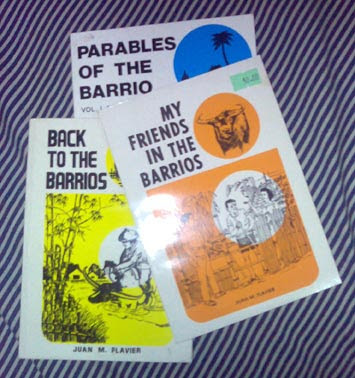 PARABLES
OF THE
BARRIO
MY
FRIENDS
IN THE
BARRIOS
JUAN M. FLAVIER
BACK
TO THE
BARRIOS
JUAN M. FLAVIER